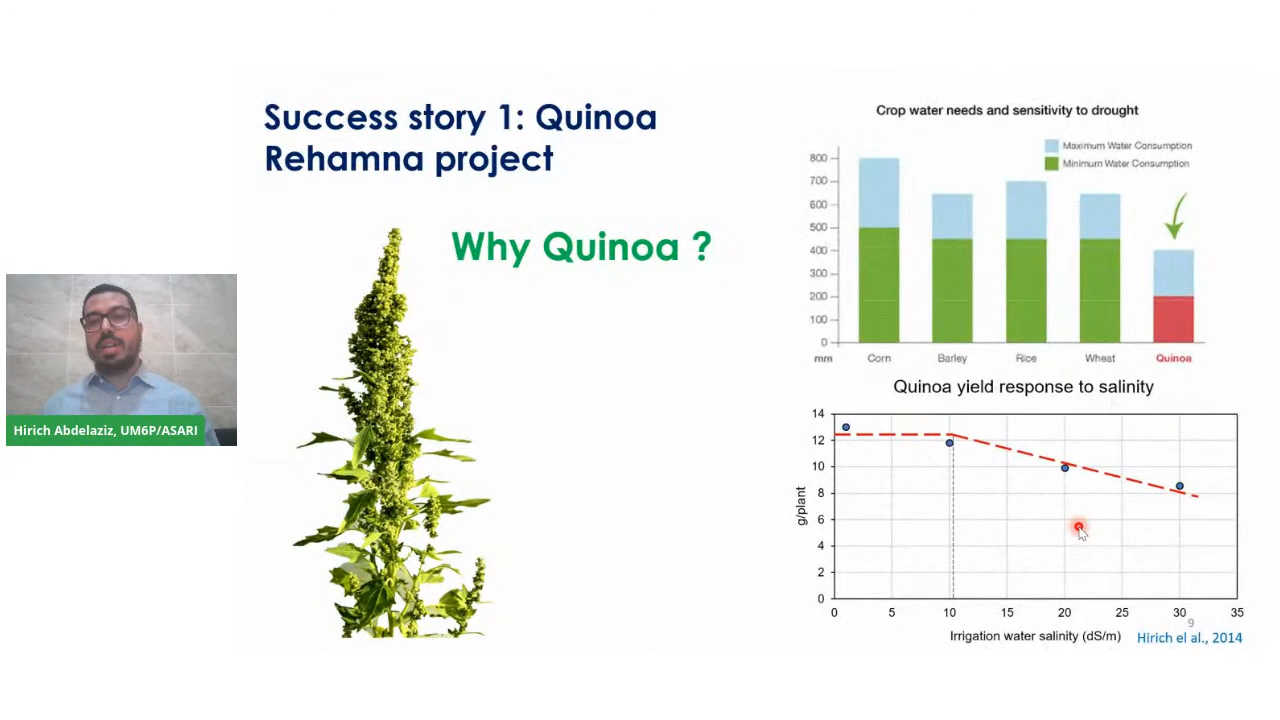 Success story 1: Quinoa
Rehamna project
Why Quinoa ?
Hirich Abdelaziz, UM6P/ASARI
Crop water needs and sensitivity to drought
Maximum Water Consumption
Minimum Water Consumption
800
700
600
500
400
300
200
100
0
mm Corn Barley Rice Wheat Quinoa
Quinoa yield response to salinity
14
12
10
8
6
4
2
0
g/plant
0 5 10 15 20 25 30 35
Irrigation water salinity (dS/m)
9
Hirich el al., 2014